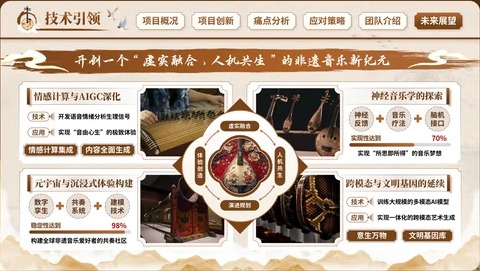 技术引领
项目概况
项目创新
痛点分析
应对策略
团队介绍
未来展望
开创一个“虚实融合、人机共生”的非遗音乐新纪元
情感计算与AIGC深化
技术 开发语音情绪分析生理信号
应用 实现“音由心生”的极致体验
情感计算集成
内容全面生成
神经音乐学的探索
神经反馈 + 音乐疗法 + 脑机接口
实现性达到 70%
实现“所思即所得”的音乐梦想
虚实融合
体验创造
人机共生
演进规划
元宇宙与沉浸式体验构建
数字孪生 + 共奏系统 + 建模技术
稳定性达到 98%
构建全球非遗音乐爱好者的共奏社区
跨模态与文明基因的延续
技术 训练大规模的多模态AI模型
应用 实现一体化的跨模态艺术生成
意生万物
文明基因库